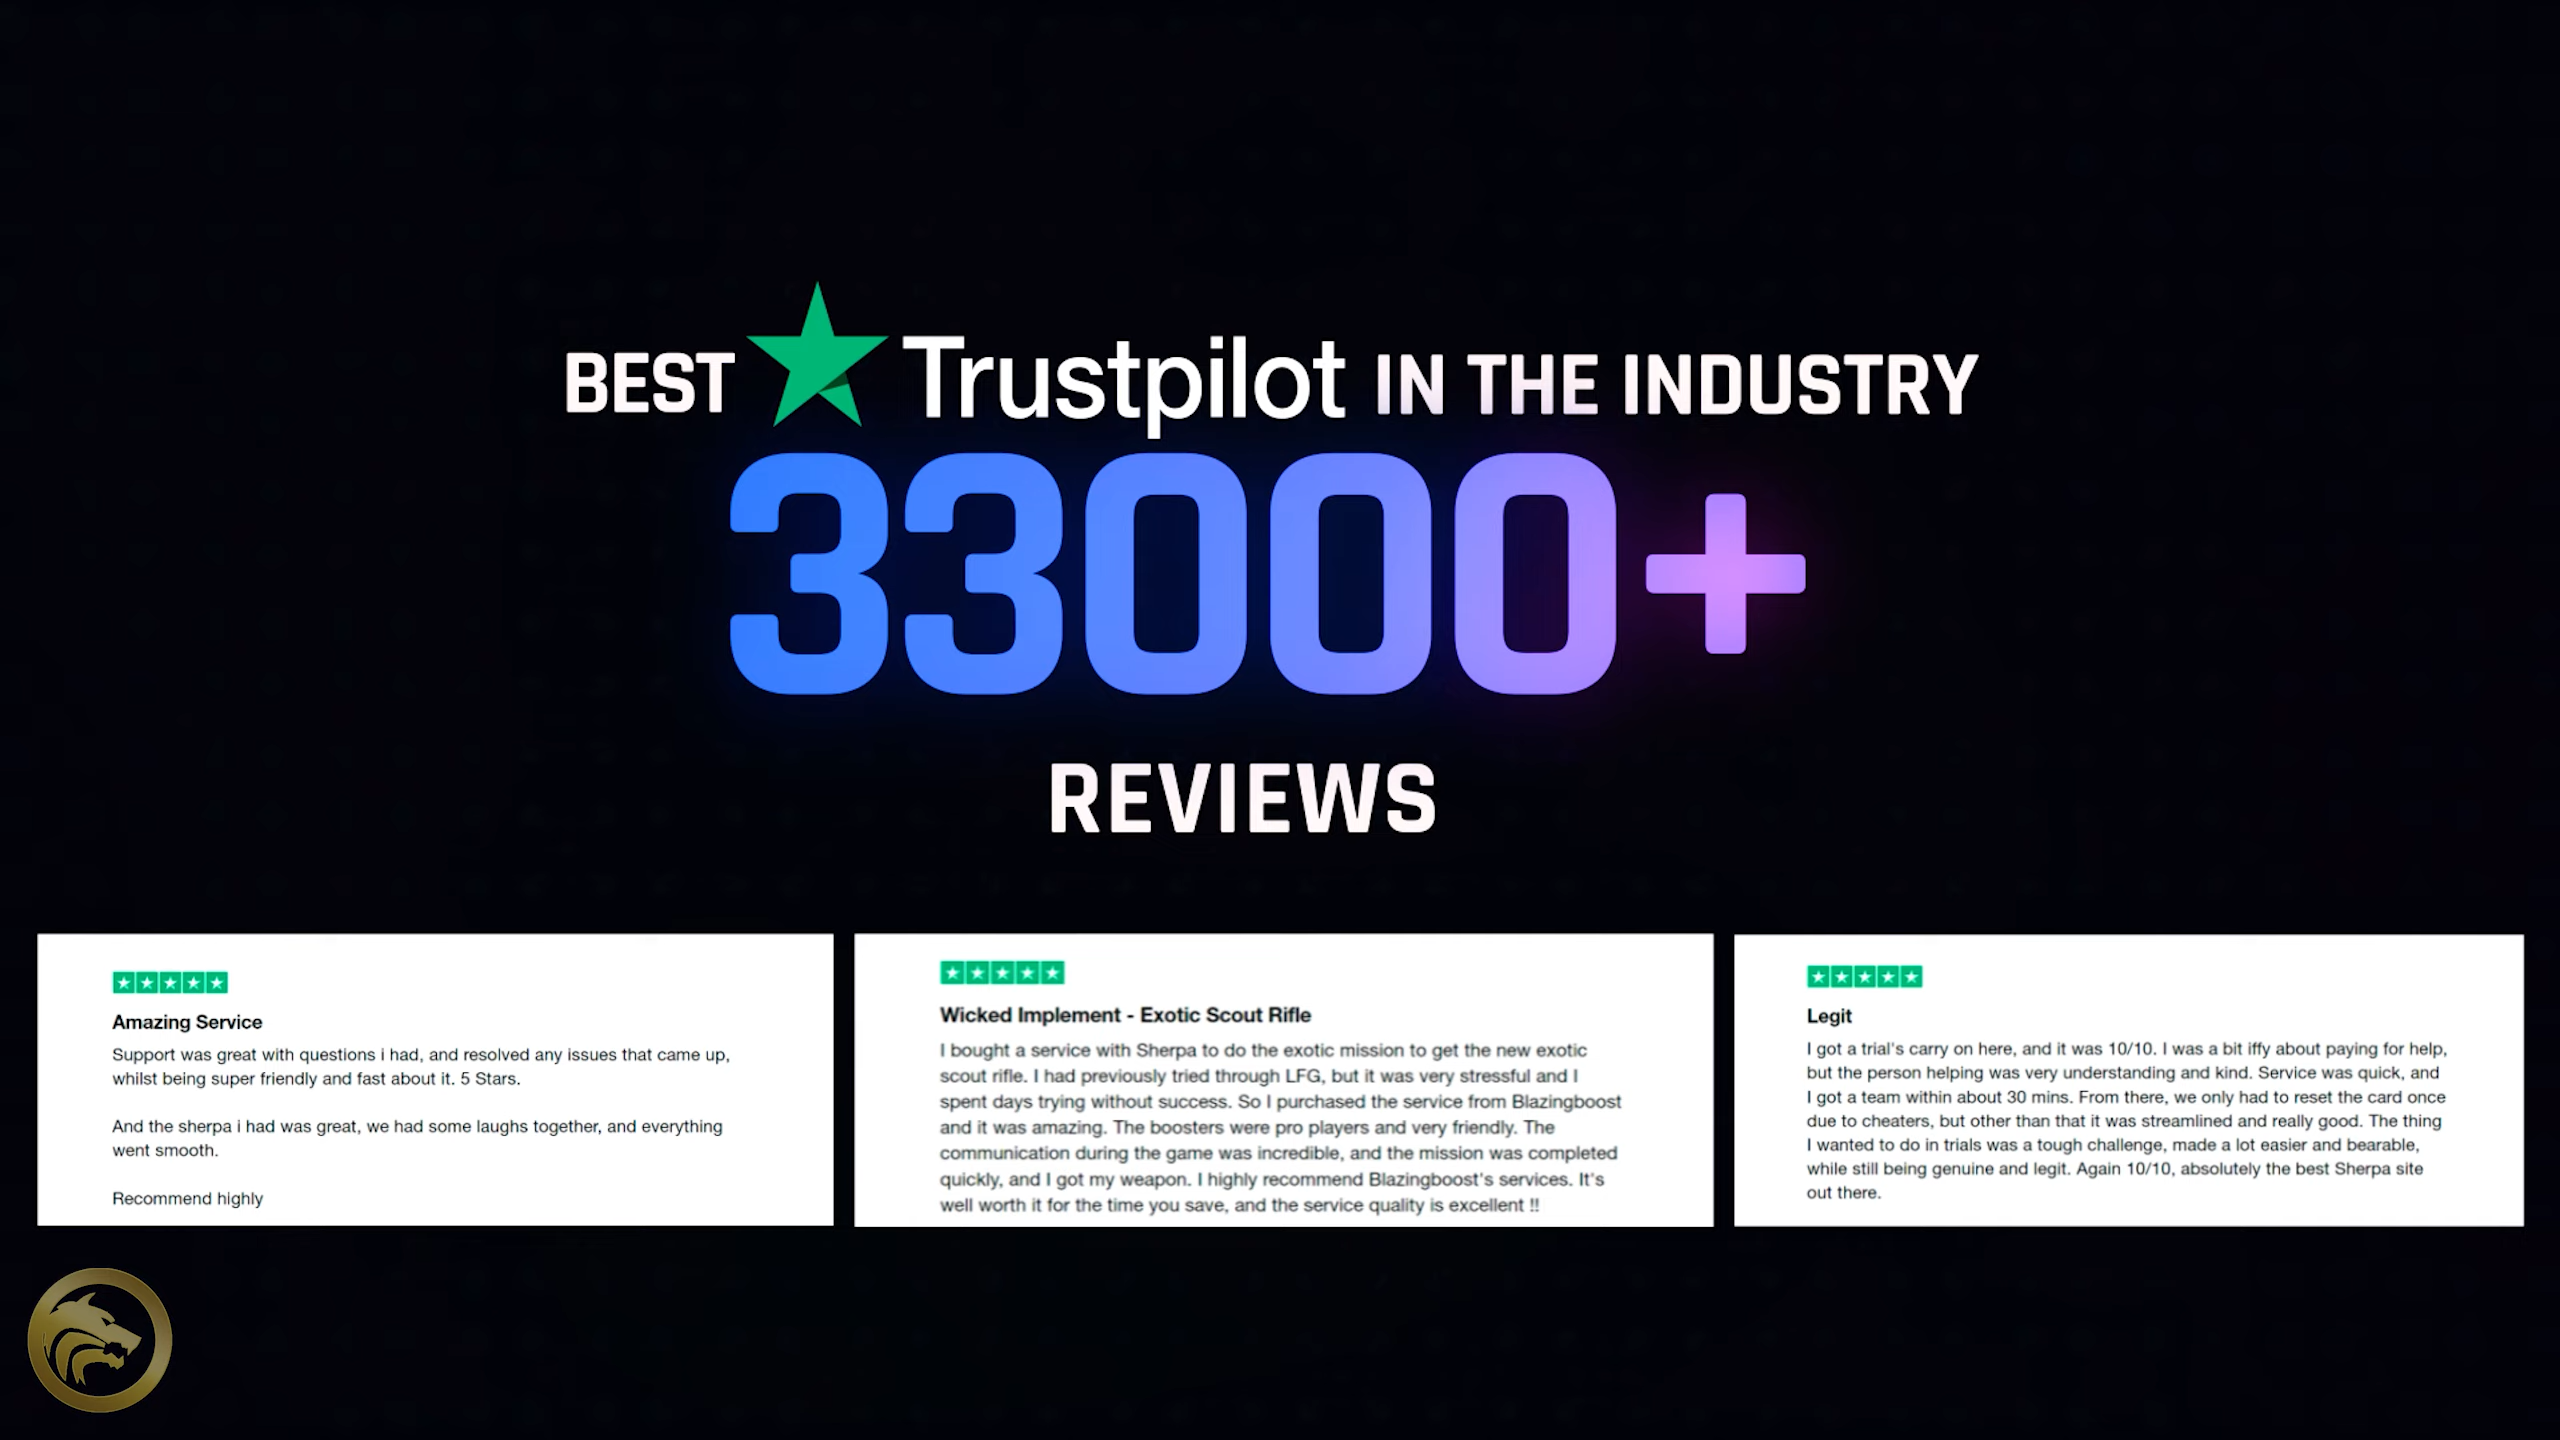 BEST Trustpilot IN THE INDUSTRY
33000+
REVIEWS
Amazing Service
Support was great with questions i had, and resolved any issues that came up,
whilst being super friendly and fast about it. 5 Stars.
And the sherpa i had was great, we had some laughs together, and everything
went smooth.
Recommend highly
Wicked Implement - Exotic Scout Rifle
I bought a service with Sherpa to do the exotic mission to get the new exotic
scout rifle. I had previously tried through LFG, but it was very stressful and I
spent days trying without success. So I purchased the service from Blazingboost
and it was amazing. The boosters were pro players and very friendly. The
communication during the game was incredible, and the mission was completed
quickly, and I got my weapon. I highly recommend Blazingboost's services. It's
well worth it for the time you save, and the service quality is excellent !!
Legit
I got a trial's carry on here, and it was 10/10. I was a bit iffy about paying for help,
but the person helping was very understanding and kind. Service was quick, and
I got a team within about 30 mins. From there, we only had to reset the card once
due to cheaters, but other than that it was streamlined and really good. The thing
I wanted to do in trials was a tough challenge, made a lot easier and bearable,
while still being genuine and legit. Again 10/10, absolutely the best Sherpa site
out there.